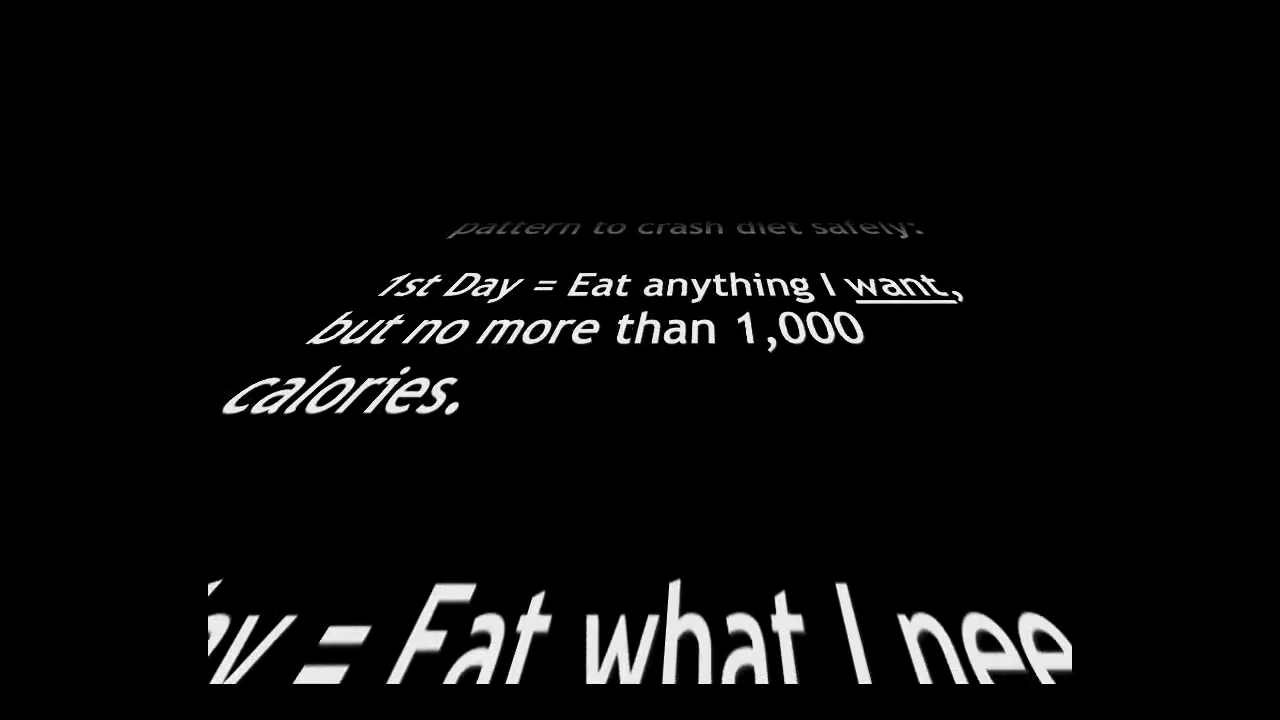 pattern to crash diet safely:
1st Day = Eat anything I want,
but no more than 1,000
calories.
= Eat what I